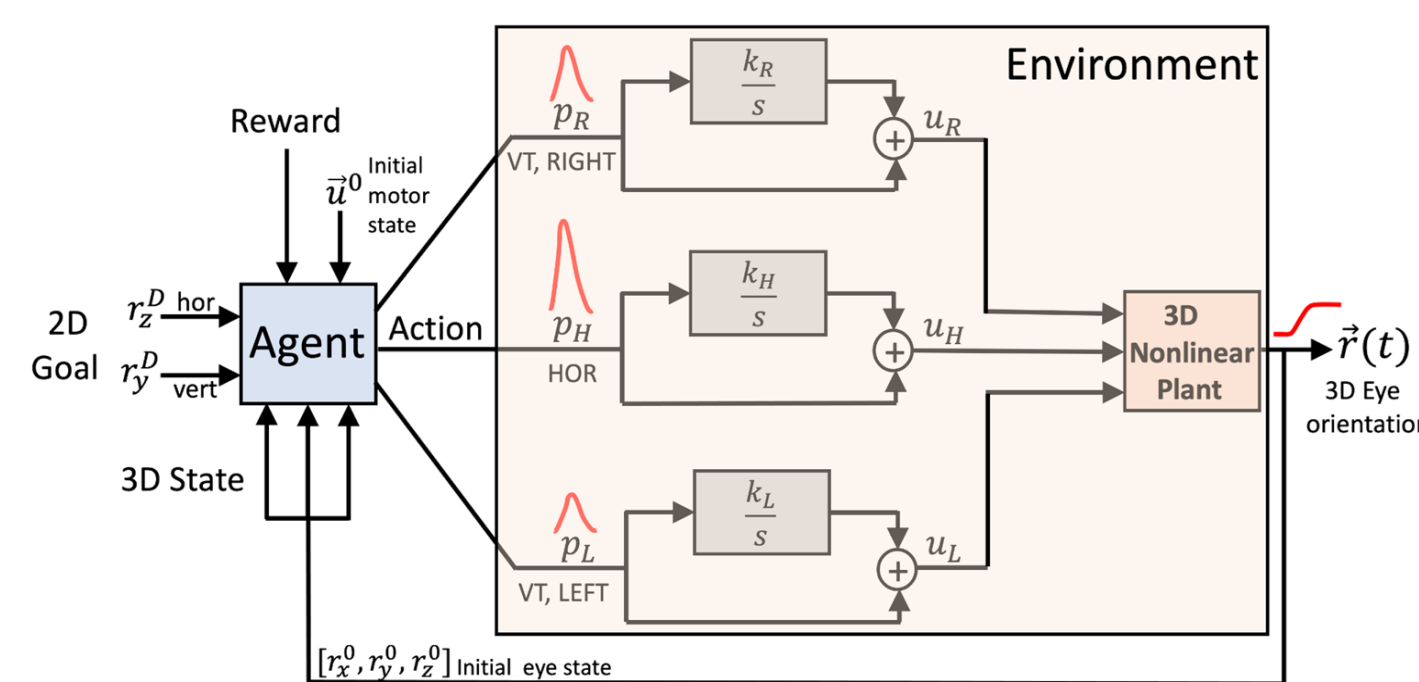 Environment
k_R
s
p_R
VT, RIGHT
+
u_R
Reward
u⃗⁰
Initial
motor
state
k_H
s
p_H
HOR
+
u_H
2D
Goal
r_z^D hor
r_y^D vert
Agent
Action
3D
Nonlinear
Plant
r⃗(t)
3D Eye
orientation
3D State
k_L
s
p_L
VT, LEFT
+
u_L
[r_x^0, r_y^0, r_z^0] Initial eye state